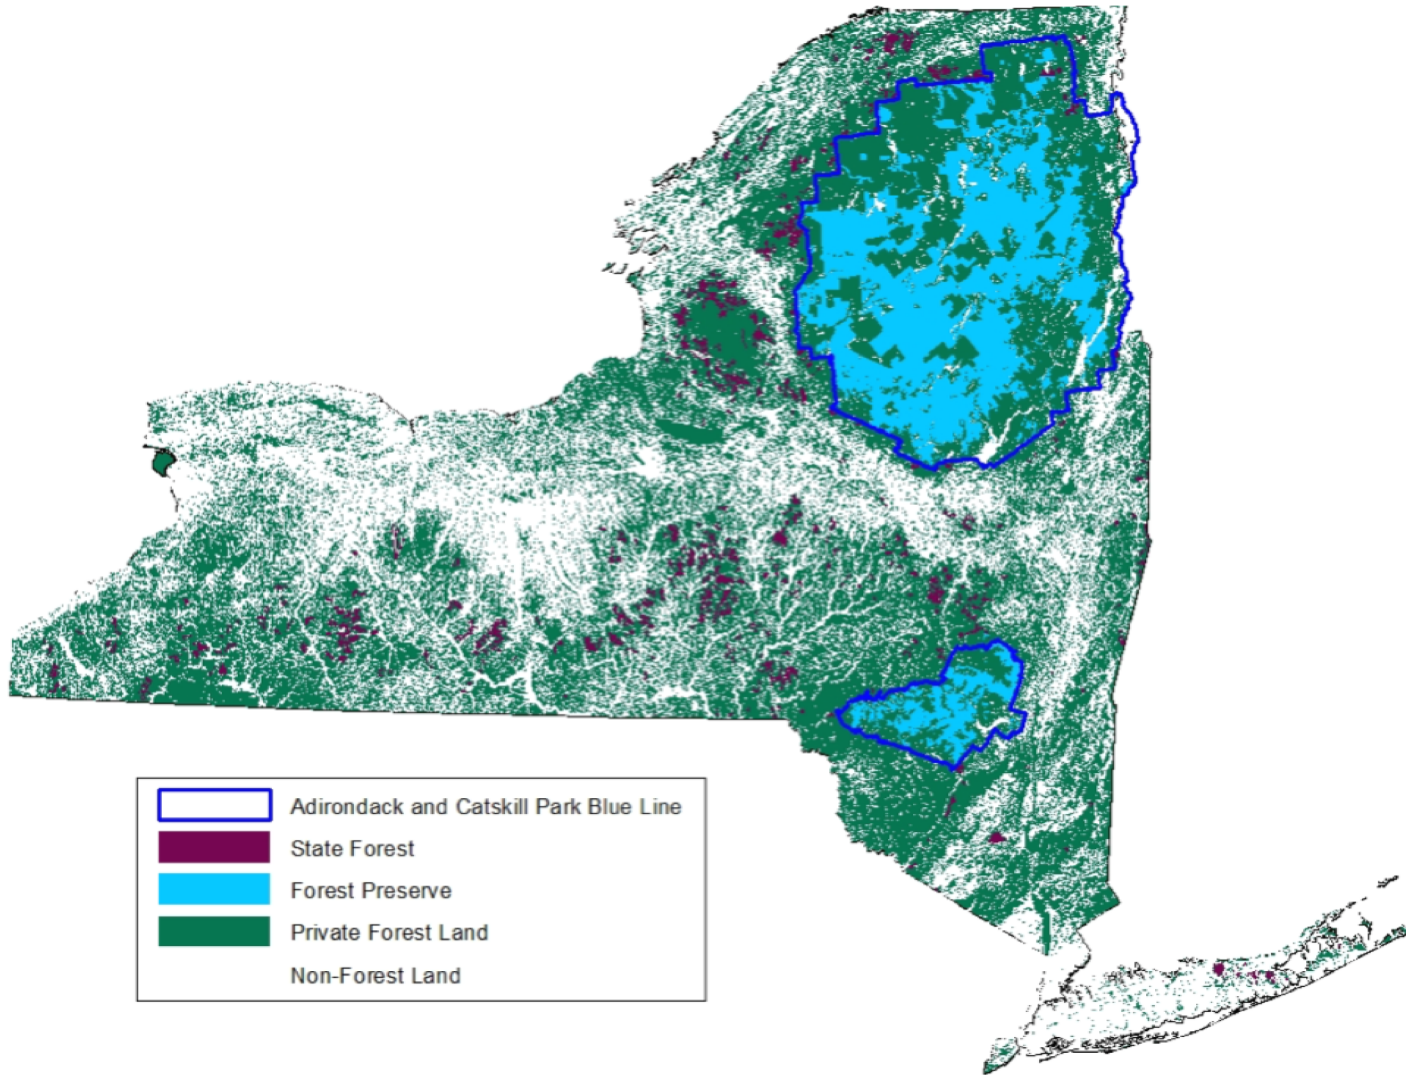 Adirondack and Catskill Park Blue Line
State Forest
Forest Preserve
Private Forest Land
Non-Forest Land